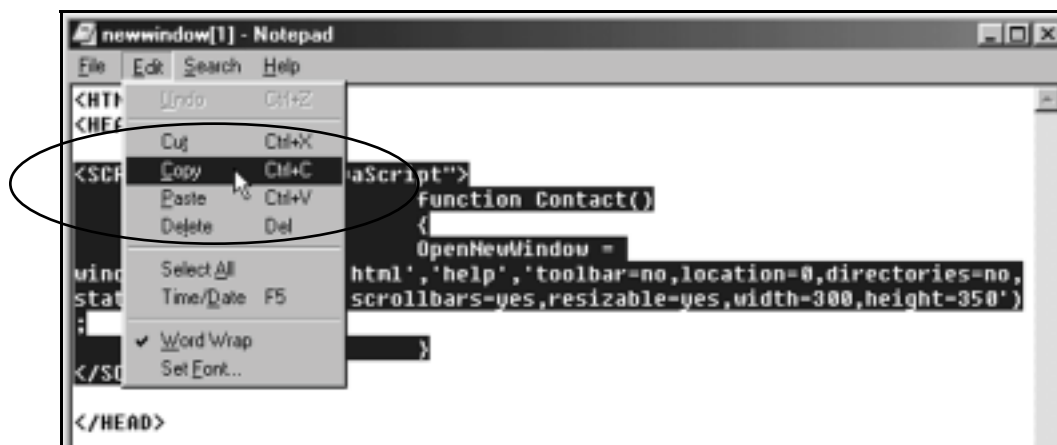 newwindow[1] - Notepad
File Edit Search Help
<HTM
<HEA
Undo Ctrl+Z
Cut Ctrl+X
Copy Ctrl+C
Paste Ctrl+V
Delete Del
Select All
Time/Date F5
✔ Word Wrap
Set Font...
<SCR aScript">
function Contact()
{
OpenNewWindow =
wind html','help','toolbar=no,location=0,directories=no,
stat scrollbars=yes,resizable=yes,width=300,height=350')
;
}
</SC
</HEAD>